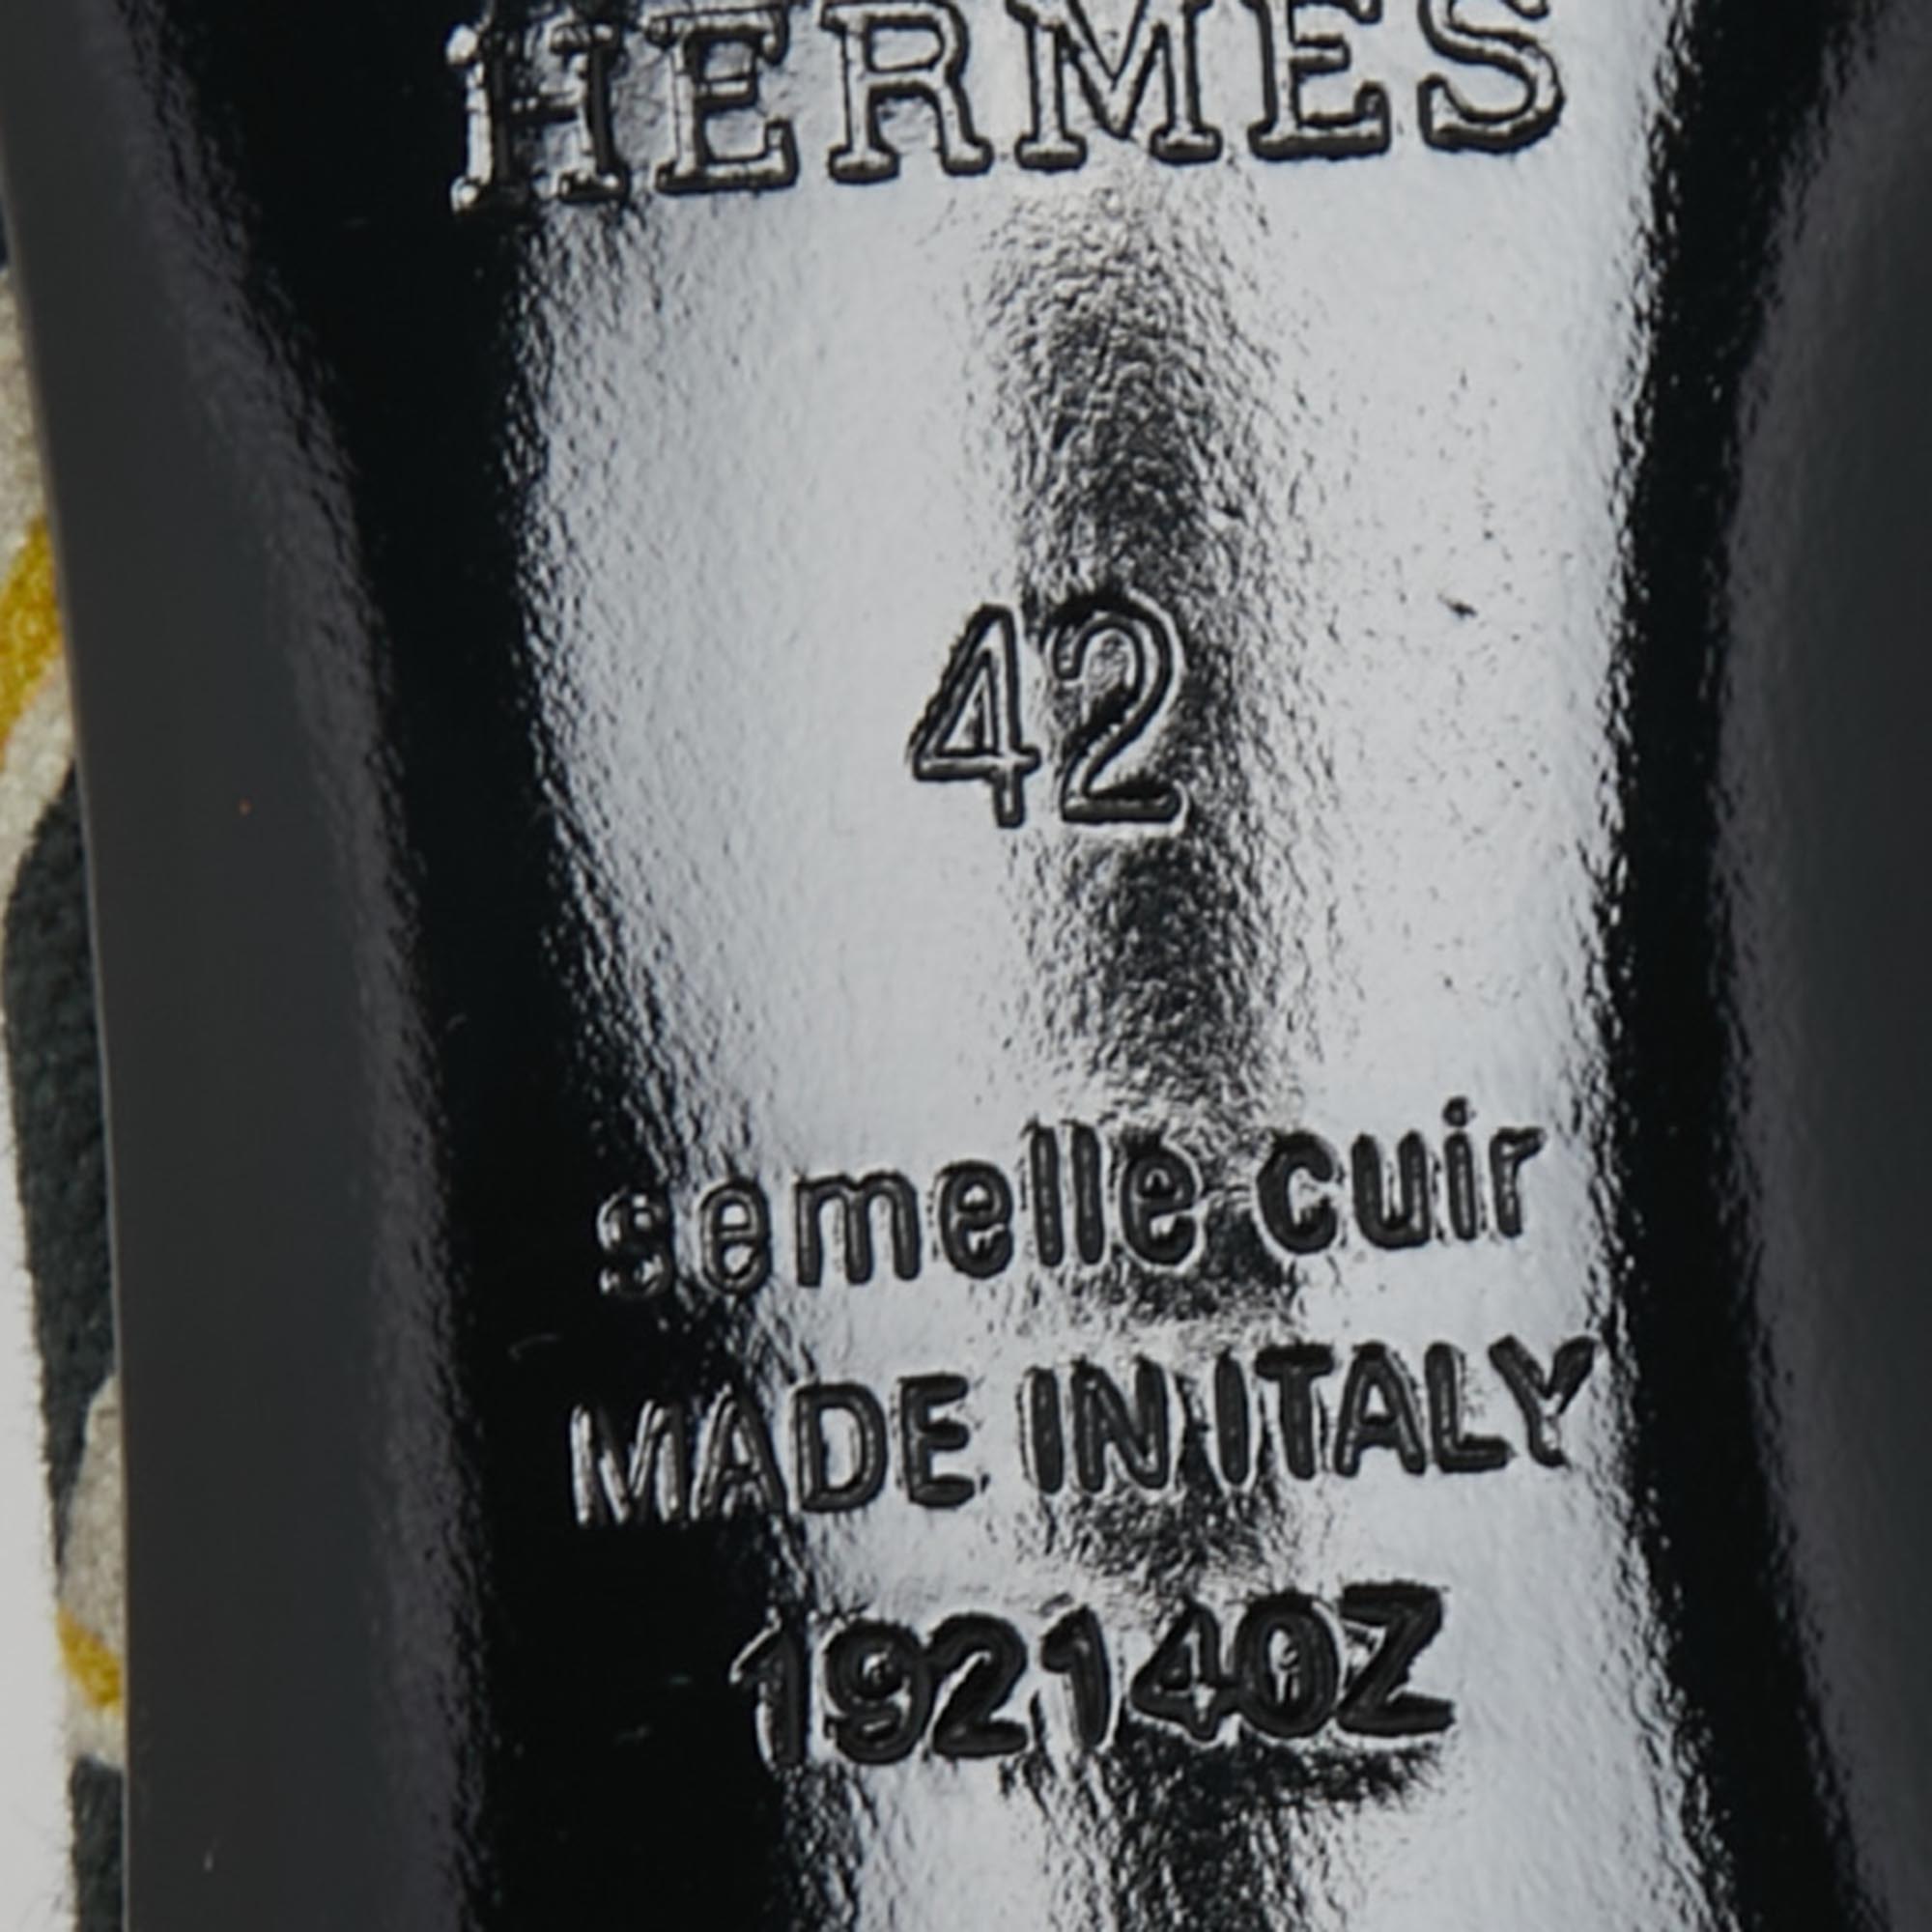 HERMES
42
semelle cuir
MADE IN ITALY
192140Z